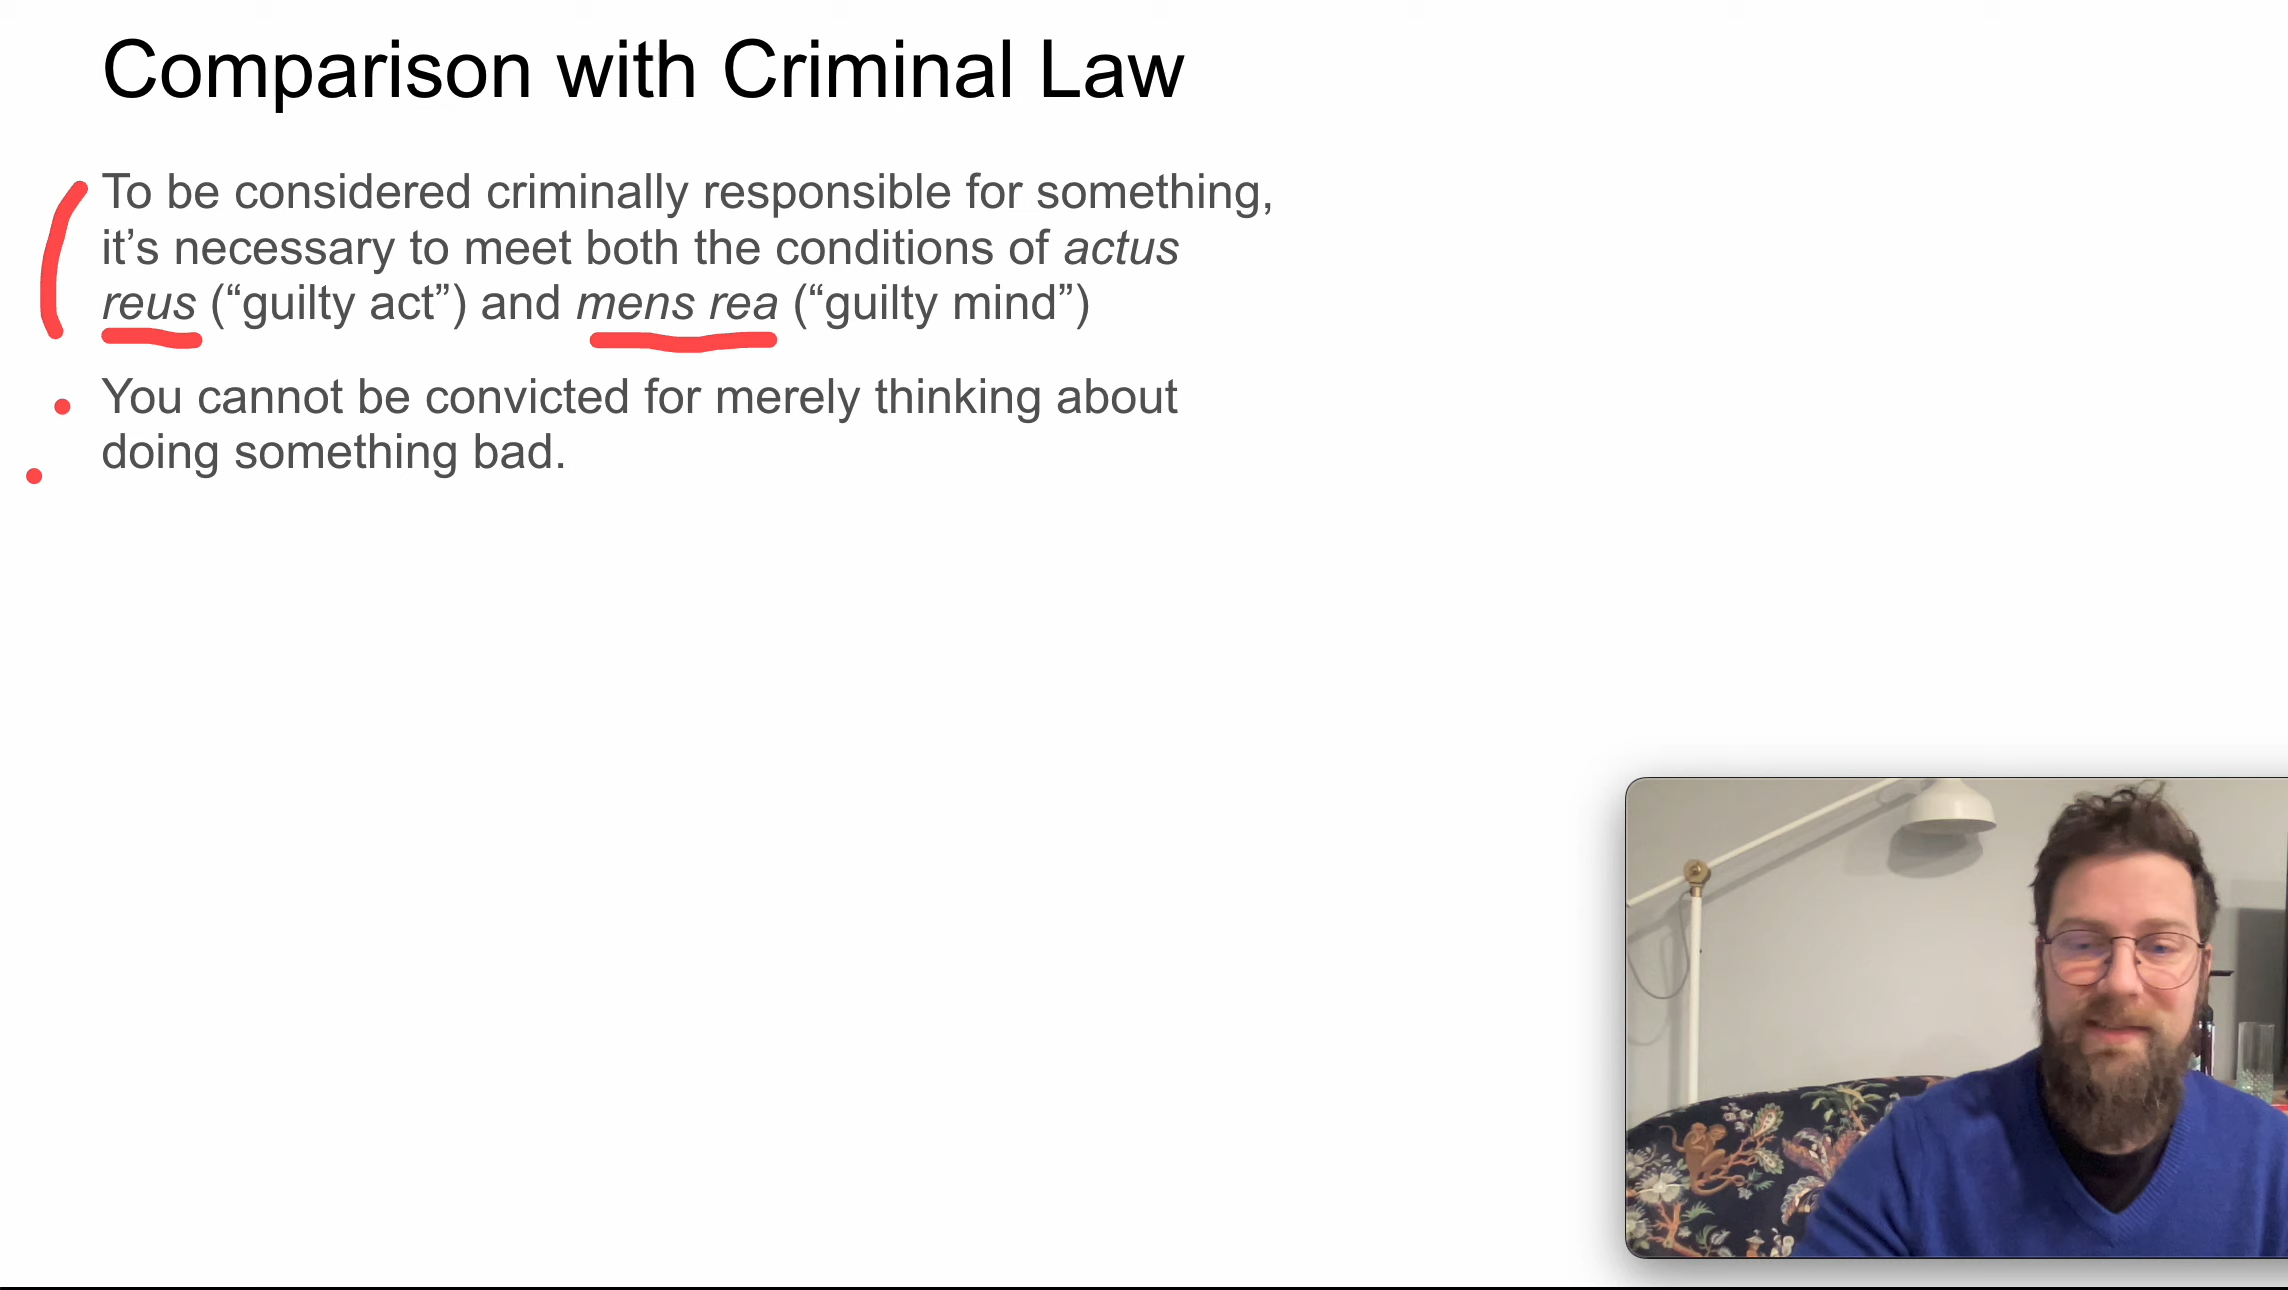 Comparison with Criminal Law
To be considered criminally responsible for something,
it’s necessary to meet both the conditions of actus
reus (“guilty act”) and mens rea (“guilty mind”)
You cannot be convicted for merely thinking about
doing something bad.